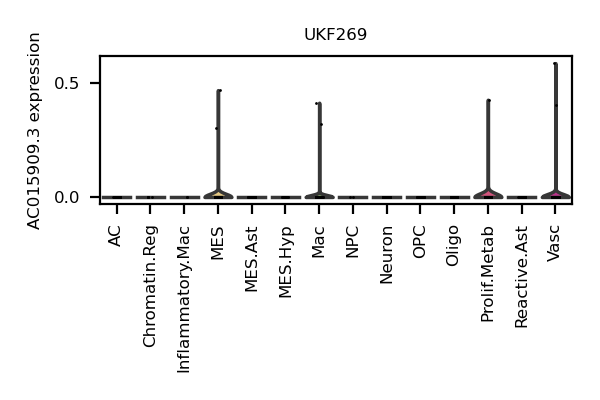 UKF269
AC015909.3 expression
0.5
0.0
AC
Chromatin.Reg
Inflammatory.Mac
MES
MES.Ast
MES.Hyp
Mac
NPC
Neuron
OPC
Oligo
Prolif.Metab
Reactive.Ast
Vasc